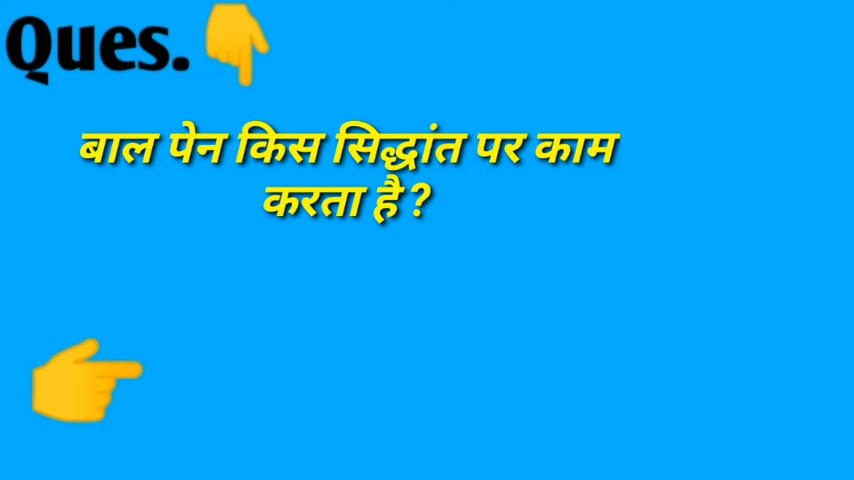 Ques.
बाल पेन किस सिद्धांत पर काम
करता है ?